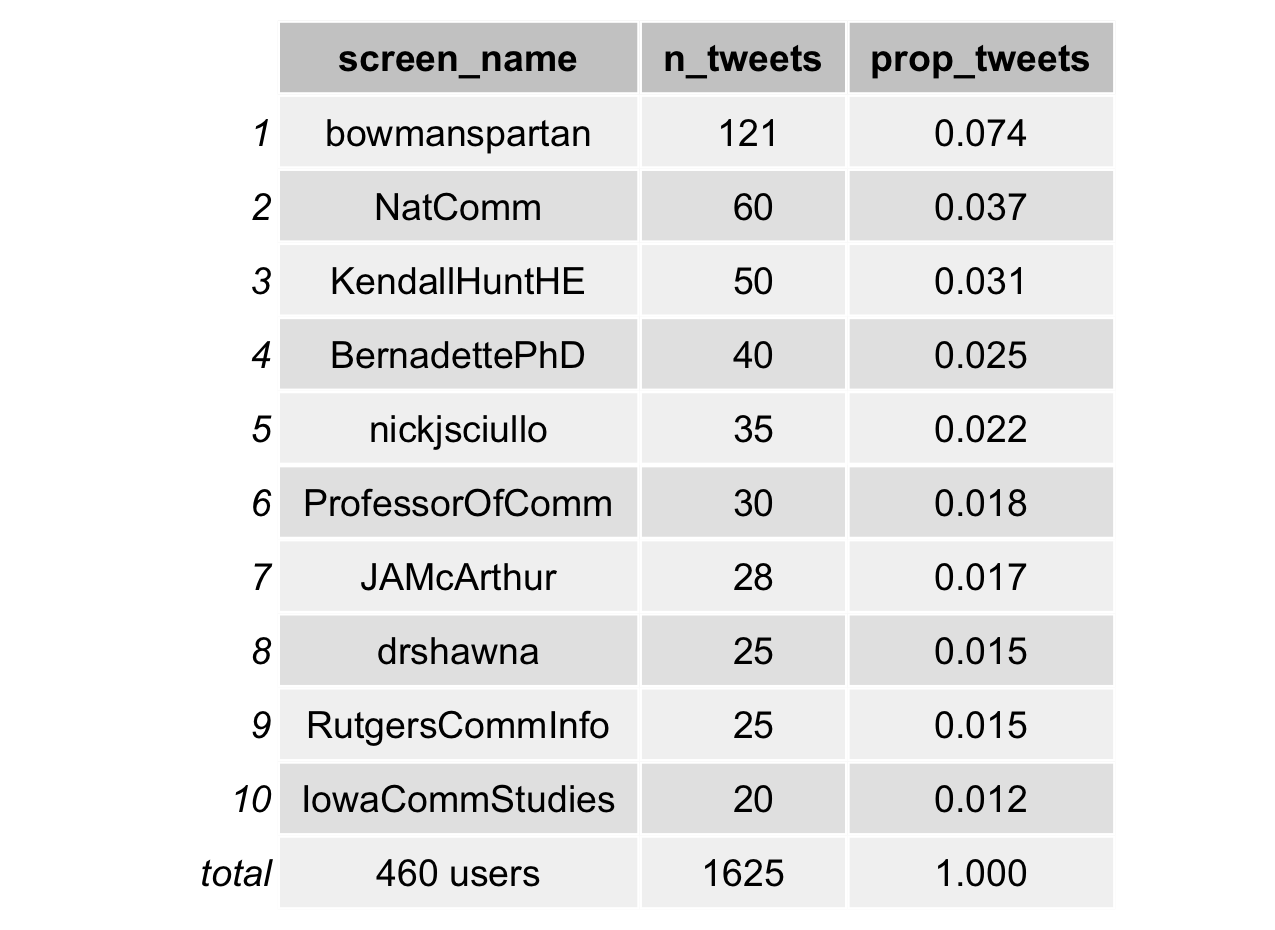 screen_name n_tweets prop_tweets
1 bowmanspartan 121 0.074
2 NatComm 60 0.037
3 KendallHuntHE 50 0.031
4 BernadettePhD 40 0.025
5 nickjsciullo 35 0.022
6 ProfessorOfComm 30 0.018
7 JAMcArthur 28 0.017
8 drshawna 25 0.015
9 RutgersCommInfo 25 0.015
10 IowaCommStudies 20 0.012
total 460 users 1625 1.000